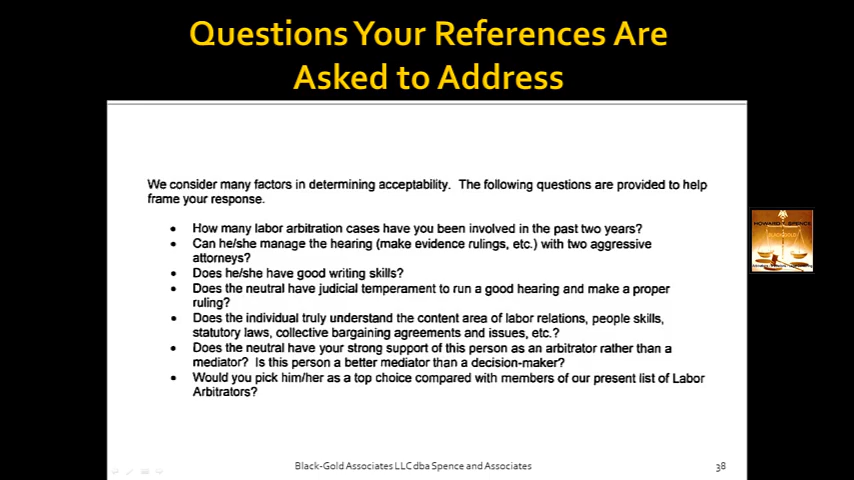 Questions Your References Are
Asked to Address
We consider many factors in determining acceptability. The following questions are provided to help
frame your response.
• How many labor arbitration cases have you been involved in the past two years?
• Can he/she manage the hearing (make evidence rulings, etc.) with two aggressive
attorneys?
• Does he/she have good writing skills?
• Does the neutral have judicial temperament to run a good hearing and make a proper
ruling?
• Does the individual truly understand the content area of labor relations, people skills,
statutory laws, collective bargaining agreements and issues, etc.?
• Does the neutral have your strong support of this person as an arbitrator rather than a
mediator? Is this person a better mediator than a decision-maker?
• Would you pick him/her as a top choice compared with members of our present list of Labor
Arbitrators?
HOWARD Y. SPENCE
BLACK-GOLD
Black-Gold Associates LLC dba Spence and Associates
38